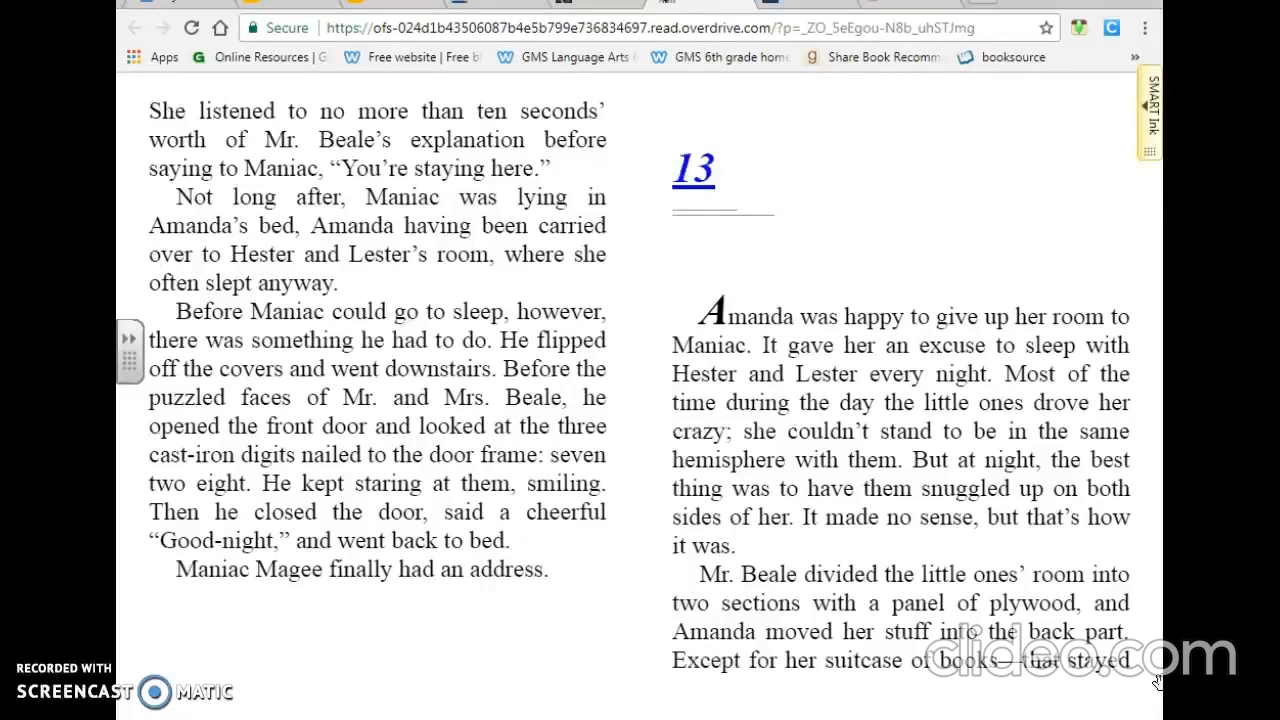 Secure
https://ofs-024d1b43506087b4e5b799e736834697.read.overdrive.com/?p=_ZO_5eEgou-N8b_uhSTJmg
Apps
Online Resources | G
Free website | Free b
GMS Language Arts
GMS 6th grade home
Share Book Recomm
booksource
SMART Ink
She listened to no more than ten seconds’
worth of Mr. Beale’s explanation before
saying to Maniac, “You’re staying here.”
Not long after, Maniac was lying in
Amanda’s bed, Amanda having been carried
over to Hester and Lester’s room, where she
often slept anyway.
Before Maniac could go to sleep, however,
there was something he had to do. He flipped
off the covers and went downstairs. Before the
puzzled faces of Mr. and Mrs. Beale, he
opened the front door and looked at the three
cast-iron digits nailed to the door frame: seven
two eight. He kept staring at them, smiling.
Then he closed the door, said a cheerful
“Good-night,” and went back to bed.
Maniac Magee finally had an address.
13
Amanda was happy to give up her room to
Maniac. It gave her an excuse to sleep with
Hester and Lester every night. Most of the
time during the day the little ones drove her
crazy; she couldn’t stand to be in the same
hemisphere with them. But at night, the best
thing was to have them snuggled up on both
sides of her. It made no sense, but that’s how
it was.
Mr. Beale divided the little ones’ room into
two sections with a panel of plywood, and
Amanda moved her stuff into the back part.
Except for her suitcase of books—that stayed
clideo.com
RECORDED WITH
SCREENCAST MATIC